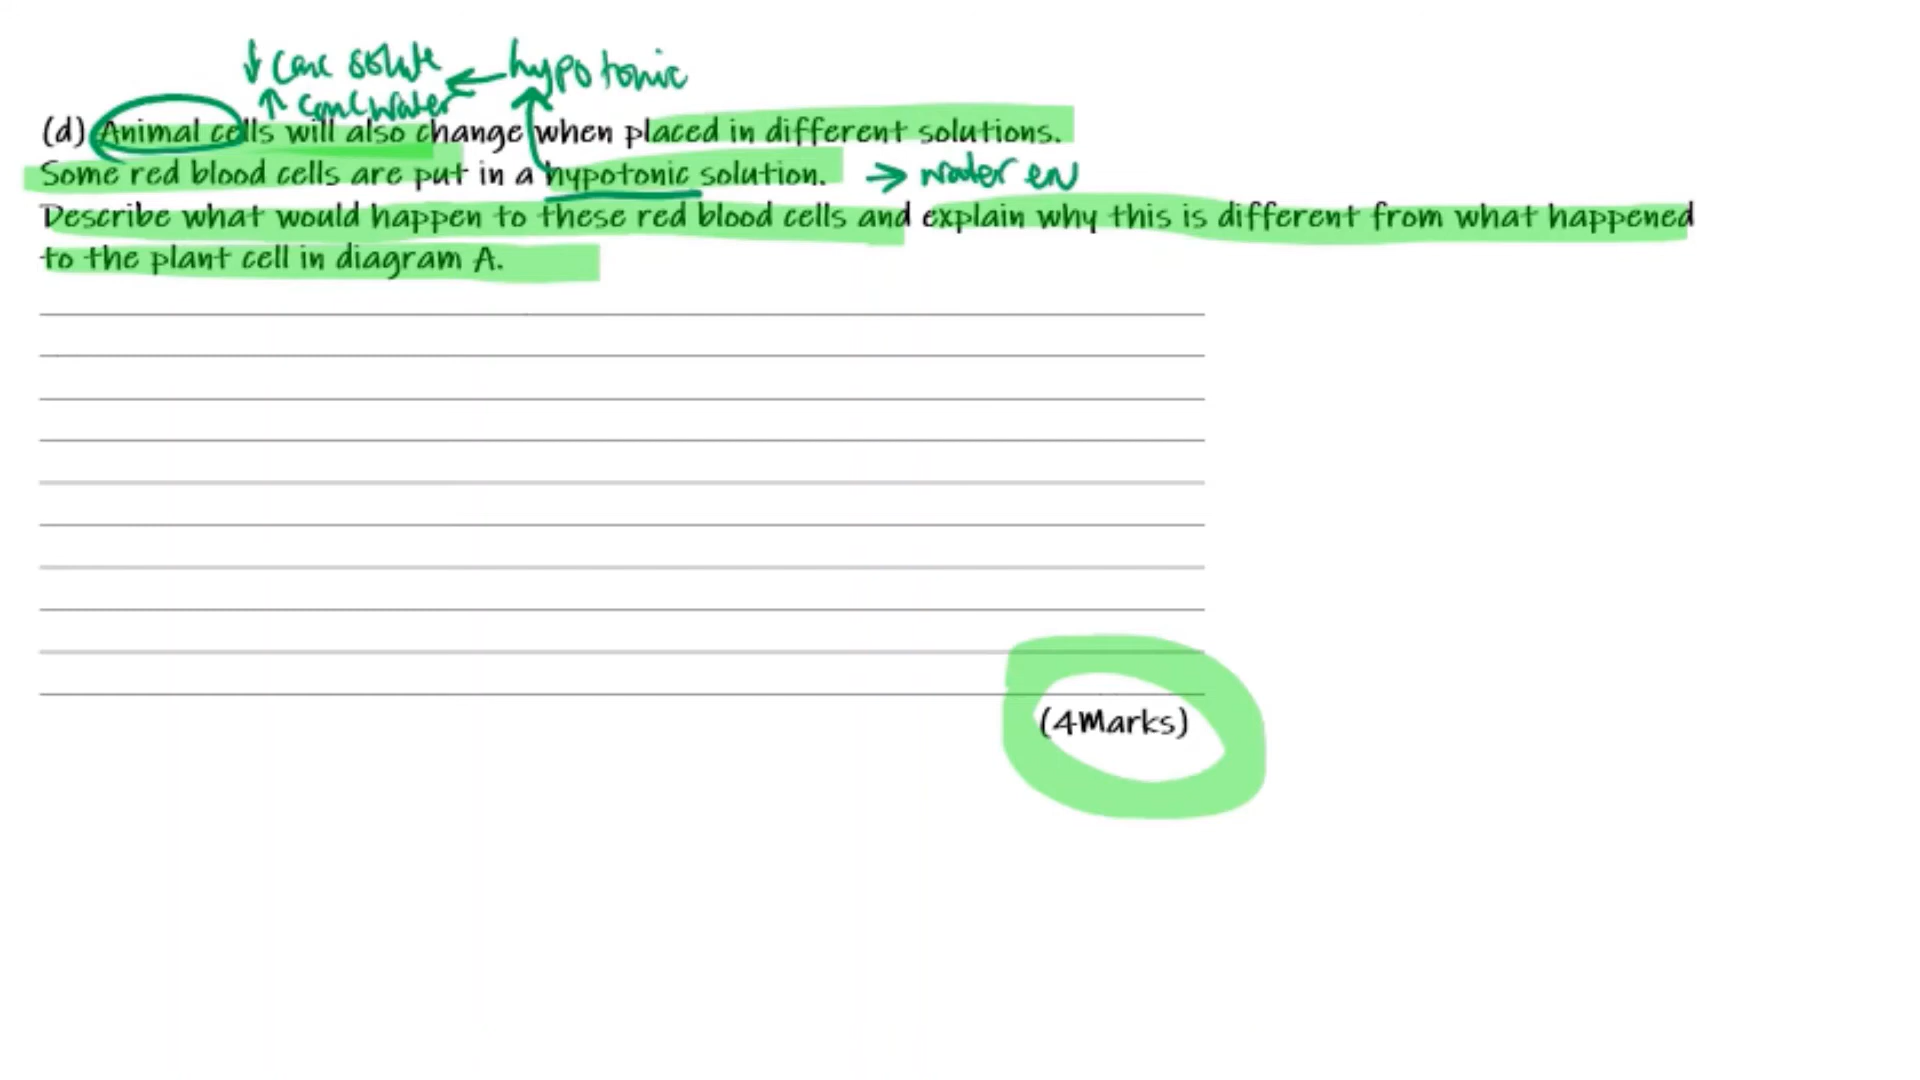 ↓ conc solute ← hypotonic
↑ conc water
(d) Animal cells will also change when placed in different solutions.
Some red blood cells are put in a hypotonic solution. → water en
Describe what would happen to these red blood cells and explain why this is different from what happened
to the plant cell in diagram A.
(4Marks)